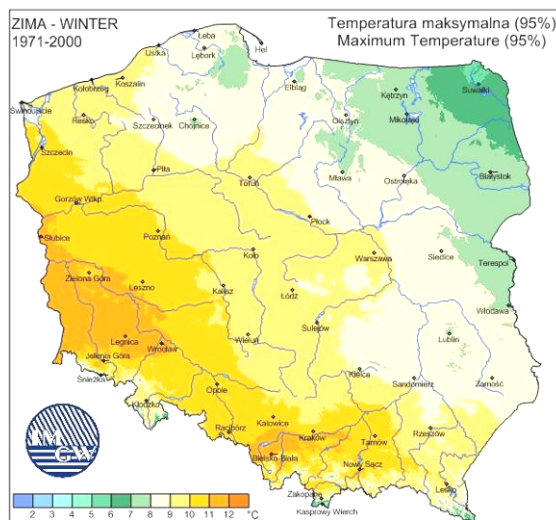 ZIMA - WINTER
1971-2000
Temperatura maksymalna (95%)
Maximum Temperature (95%)
Łeba
Hel
Ustka
Lębork
Koszalin
Kołobrzeg
Elbląg
Suwałki
Kętrzyn
Świnoujście
Resko
Szczecinek
Chojnice
Olsztyn
Mikołajki
Szczecin
Piła
Toruń
Mława
Ostrołęka
Białystok
Gorzów Wlkp.
Płock
Słubice
Poznań
Koło
Warszawa
Siedlce
Terespol
Zielona Góra
Leszno
Kalisz
Łódź
Włodawa
Sulejów
Legnica
Wrocław
Wieluń
Lublin
Jelenia Góra
Śnieżka
Kielce
Opole
Sandomierz
Zamość
Kłodzko
Katowice
Racibórz
Kraków
Tarnów
Rzeszów
Bielsko-Biała
Nowy Sącz
Lesko
Zakopane
Kasprowy Wierch
IMGW
2 3 4 5 6 7 8 9 10 11 12 °C